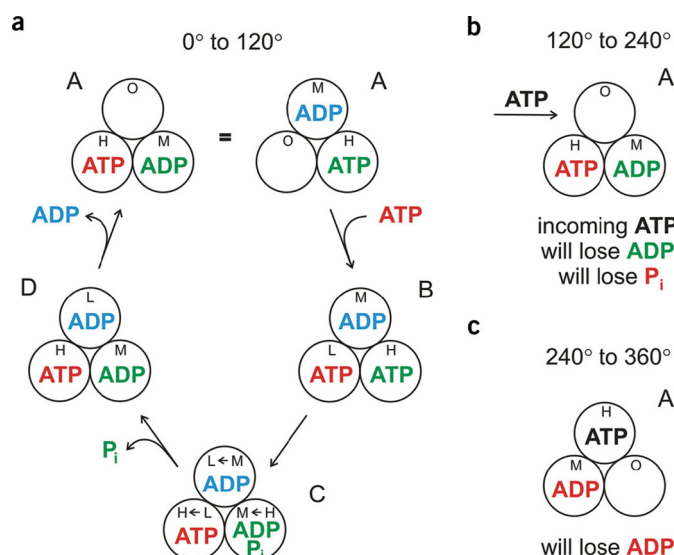 a
0° to 120°
A
O
H
ATP
M
ADP
=
M
ADP
O
H
ATP
A
ADP
ATP
D
L
ADP
H
ATP
M
ADP
M
ADP
L
ATP
H
ATP
B
Pi
L ← M
ADP
H ← L
ATP
M ← H
ADP
Pi
C
b
120° to 240°
ATP
A
O
H
ATP
M
ADP
incoming ATP
will lose ADP
will lose Pi
c
240° to 360°
A
H
ATP
M
ADP
O
will lose ADP